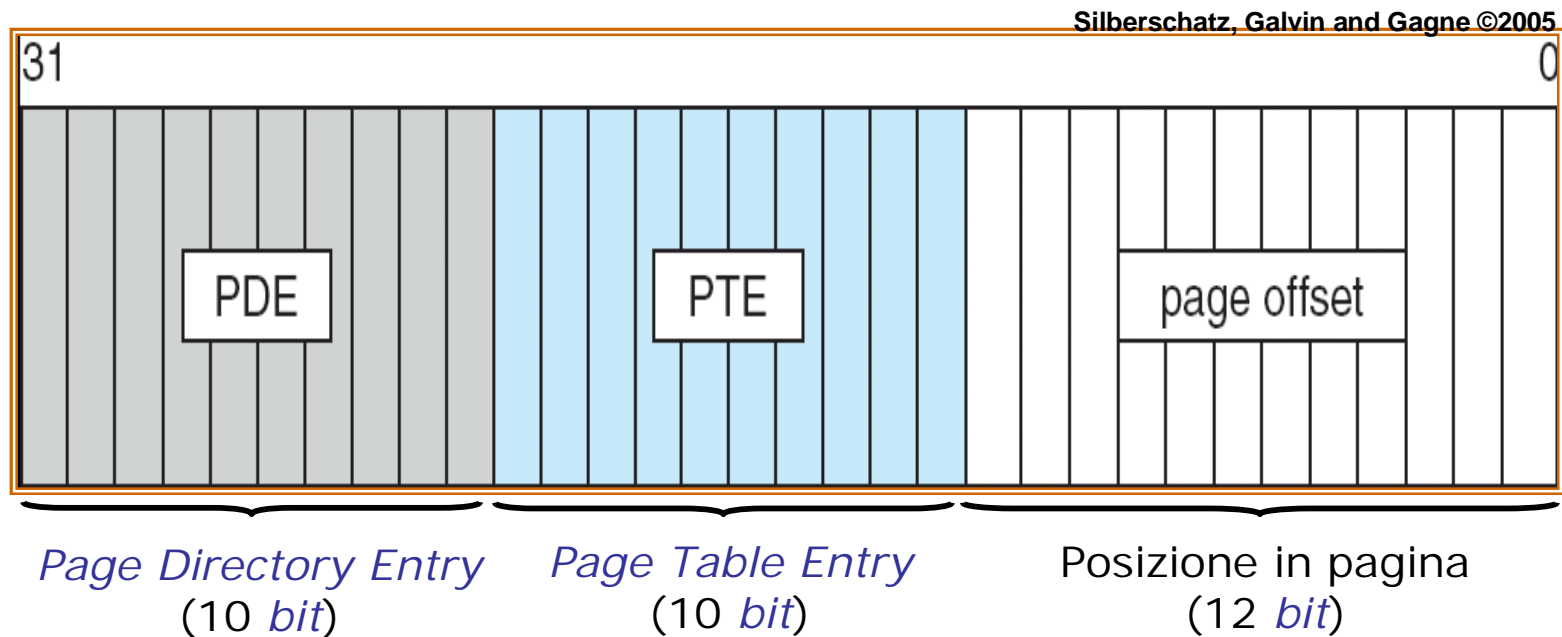 Silberschatz, Galvin and Gagne ©2005
31 0
PDE PTE page offset
Page Directory Entry Page Table Entry Posizione in pagina
(10 bit) (10 bit) (12 bit)